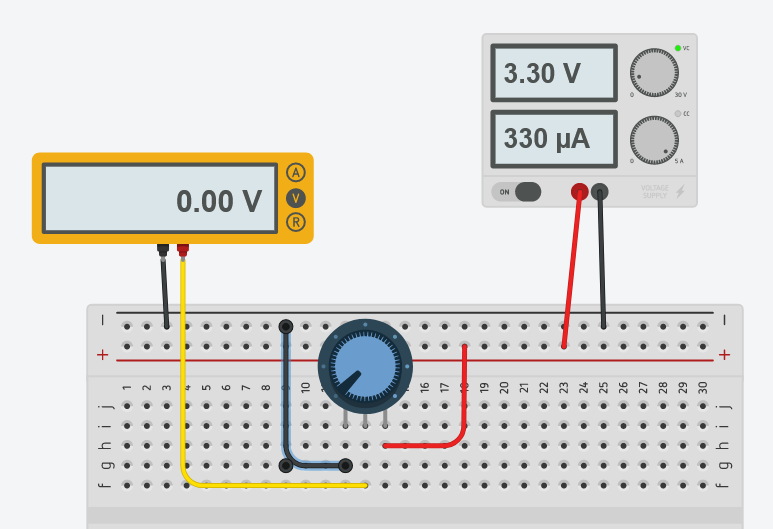 VC
3.30 V
0 30 V
CC
330 µA
0 5 A
ON
VOLTAGE
SUPPLY
A
0.00 V
V
R
− −
+ +
1 2 3 4 5 6 7 8 9 10 16 17 18 19 20 21 22 23 24 25 26 27 28 29 30
j j
i i
h h
g g
f f